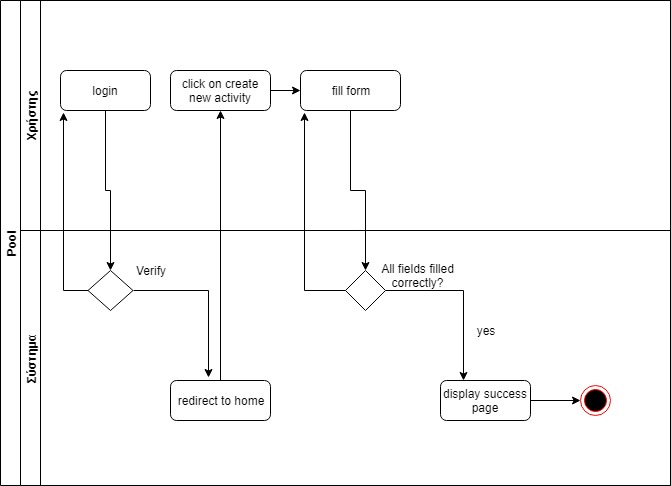 Pool
Χρήστης
login
click on create
new activity
fill form
Σύστημα
Verify
All fields filled
correctly?
yes
redirect to home
display success
page